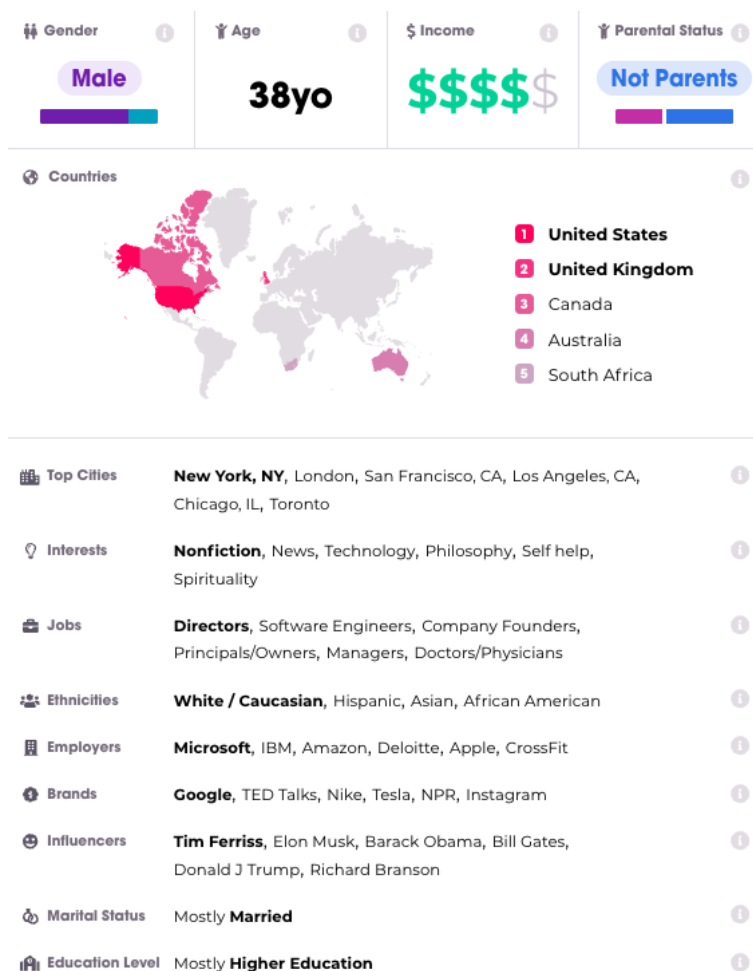 Gender
Age
$ Income
Parental Status
Male
38yo
$$$$$
Not Parents
Countries
1 United States
2 United Kingdom
3 Canada
4 Australia
5 South Africa
Top Cities
New York, NY, London, San Francisco, CA, Los Angeles, CA,
Chicago, IL, Toronto
Interests
Nonfiction, News, Technology, Philosophy, Self help,
Spirituality
Jobs
Directors, Software Engineers, Company Founders,
Principals/Owners, Managers, Doctors/Physicians
Ethnicities
White / Caucasian, Hispanic, Asian, African American
Employers
Microsoft, IBM, Amazon, Deloitte, Apple, CrossFit
Brands
Google, TED Talks, Nike, Tesla, NPR, Instagram
Influencers
Tim Ferriss, Elon Musk, Barack Obama, Bill Gates,
Donald J Trump, Richard Branson
Marital Status
Mostly Married
Education Level
Mostly Higher Education